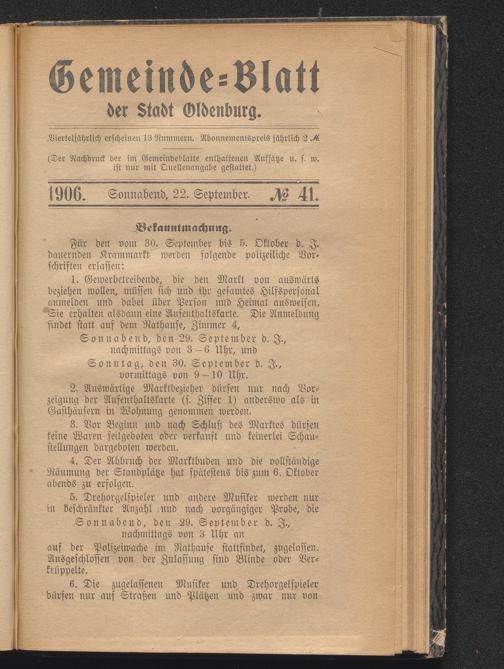 Gemeinde=Blatt
der Stadt Oldenburg.
Vierteljährlich erscheinen 13 Nummern. Abonnementspreis jährlich 2 ℳ
(Der Nachdruck der im Gemeindeblatte enthaltenen Aufsätze u. s. w.
ist nur mit Quellenangabe gestattet.)
1906. Sonnabend, 22. September. № 41.
Bekanntmachung.
Für den vom 30. September bis 5. Oktober d. J.
dauernden Krammarkt werden folgende polizeiliche Vor-
schriften erlassen:
1. Gewerbetreibende, die den Markt von auswärts
beziehen wollen, müssen sich und ihr gesamtes Hilfspersonal
anmelden und dabei über Person und Heimat ausweisen.
Sie erhalten alsdann eine Aufenthaltskarte. Die Anmeldung
findet statt auf dem Rathause, Zimmer 4,
Sonnabend, den 29. September d. J.,
nachmittags von 3–6 Uhr, und
Sonntag, den 30. September d. J.,
vormittags von 9–10 Uhr.
2. Auswärtige Marktbezieher dürfen nur nach Vor-
zeigung der Aufenthaltskarte (s. Ziffer 1) anderswo als in
Gasthäusern in Wohnung genommen werden.
3. Vor Beginn und nach Schluß des Marktes dürfen
keine Waren feilgeboten oder verkauft und keinerlei Schau-
stellungen dargeboten werden.
4. Der Abbruch der Marktbuden und die vollständige
Räumung der Standplätze hat spätestens bis zum 6. Oktober
abends zu erfolgen.
5. Drehorgelspieler und andere Musiker werden nur
in beschränkter Anzahl und nach vorgängiger Probe, die
Sonnabend, den 29. September d. J.,
nachmittags von 3 Uhr an
auf der Polizeiwache im Rathause stattfindet, zugelassen.
Ausgeschlossen von der Zulassung sind Blinde oder Ver-
krüppelte.
6. Die zugelassenen Musiker und Drehorgelspieler
dürfen nur auf Straßen und Plätzen und zwar nur von